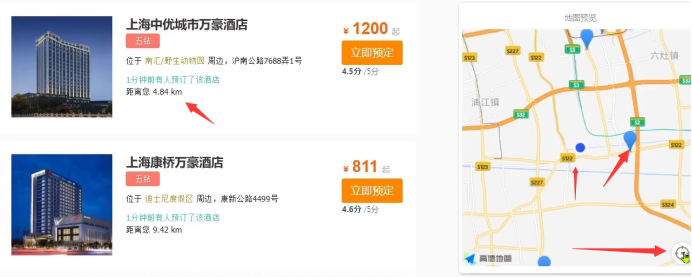 上海中优城市万豪酒店
五钻
位于 南汇/野生动物园 周边，沪南公路7688弄1号
1分钟前有人预订了该酒店
距离您 4.84 km
¥ 1200 起
立即预定
4.5分 /5分
上海康桥万豪酒店
五钻
位于 迪士尼度假区 周边，康新公路4499号
1分钟前有人预订了该酒店
距离您 9.42 km
¥ 811 起
立即预定
4.6分 /5分
地图预览
S122
S227
S2
六灶镇
S122
浦江镇
S32
S32
S2
S122
S122
S122
S227
S224
高德地图